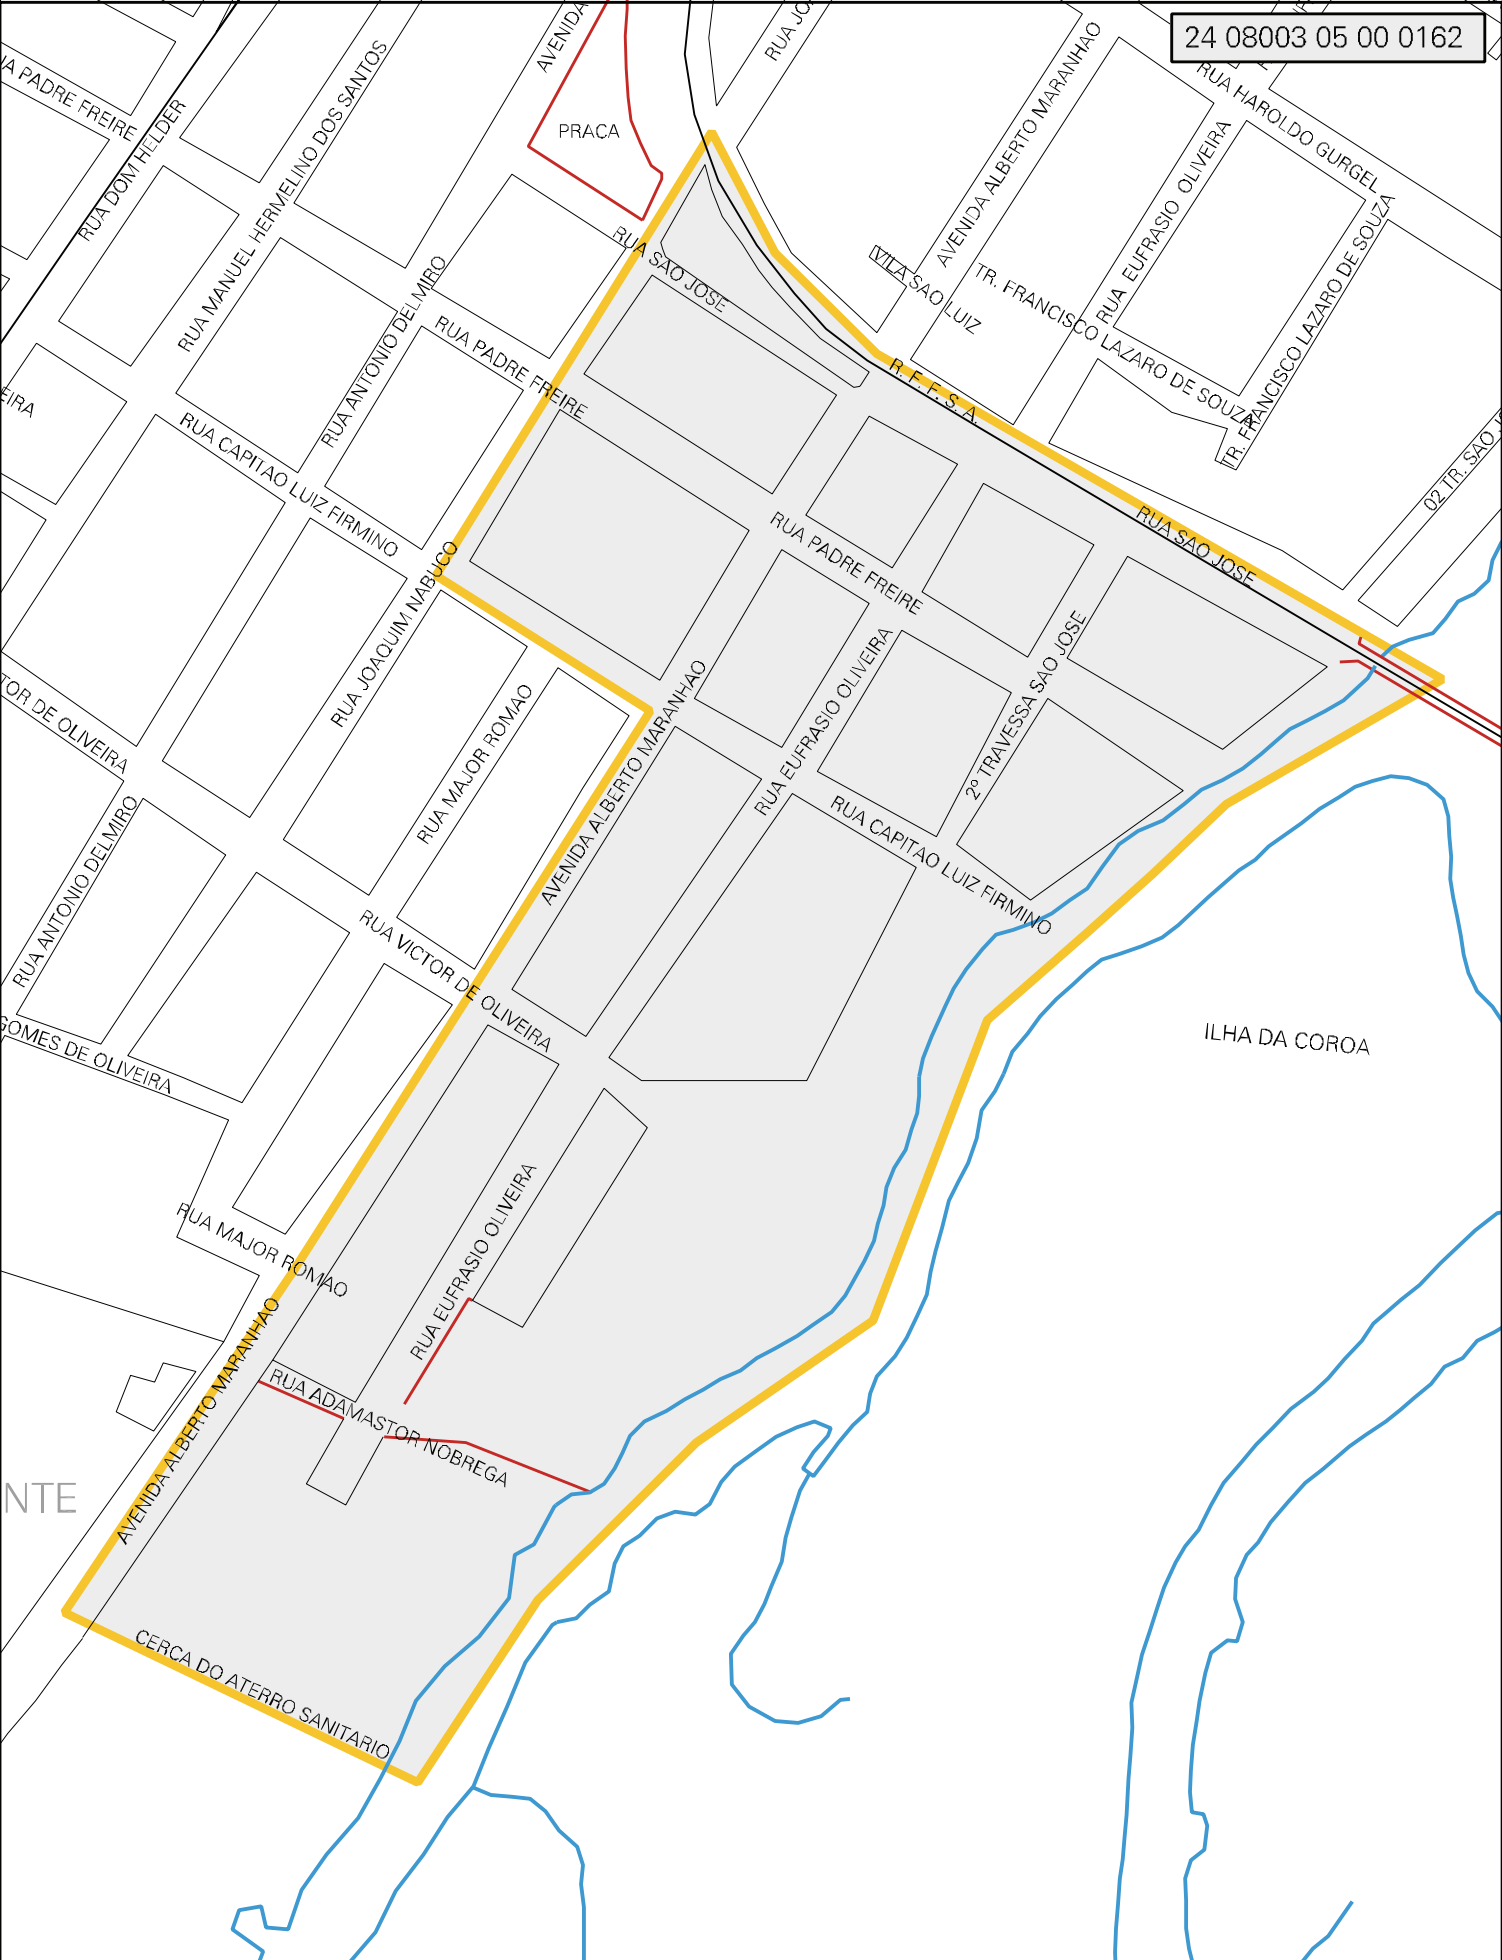 24 08003 05 00 0162
RUA JO
AVENIDA
PRACA
RUA PADRE FREIRE
RUA DOM HELDER
RUA MANUEL HERMELINO DOS SANTOS
AVENIDA ALBERTO MARANHAO
RUA HAROLDO GURGEL
RUA EUFRASIO OLIVEIRA
TR. FRANCISCO LAZARO DE SOUZA
TR. FRANCISCO LAZARO DE SOUZA
VILA SAO LUIZ
RUA SAO JOSE
RUA ANTONIO DELMIRO
RUA PADRE FREIRE
EIRA
RUA CAPITAO LUIZ FIRMINO
R. F. F. S. A.
02 TR. SAO J
RUA SAO JOSE
RUA PADRE FREIRE
RUA JOAQUIM NABUCO
2º TRAVESSA SAO JOSE
RUA EUFRASIO OLIVEIRA
AVENIDA ALBERTO MARANHAO
RUA MAJOR ROMAO
TOR DE OLIVEIRA
RUA ANTONIO DELMIRO
RUA CAPITAO LUIZ FIRMINO
RUA VICTOR DE OLIVEIRA
GOMES DE OLIVEIRA
ILHA DA COROA
RUA EUFRASIO OLIVEIRA
RUA MAJOR ROMAO
AVENIDA ALBERTO MARANHAO
RUA ADAMASTOR NOBREGA
NTE
CERCA DO ATERRO SANITARIO